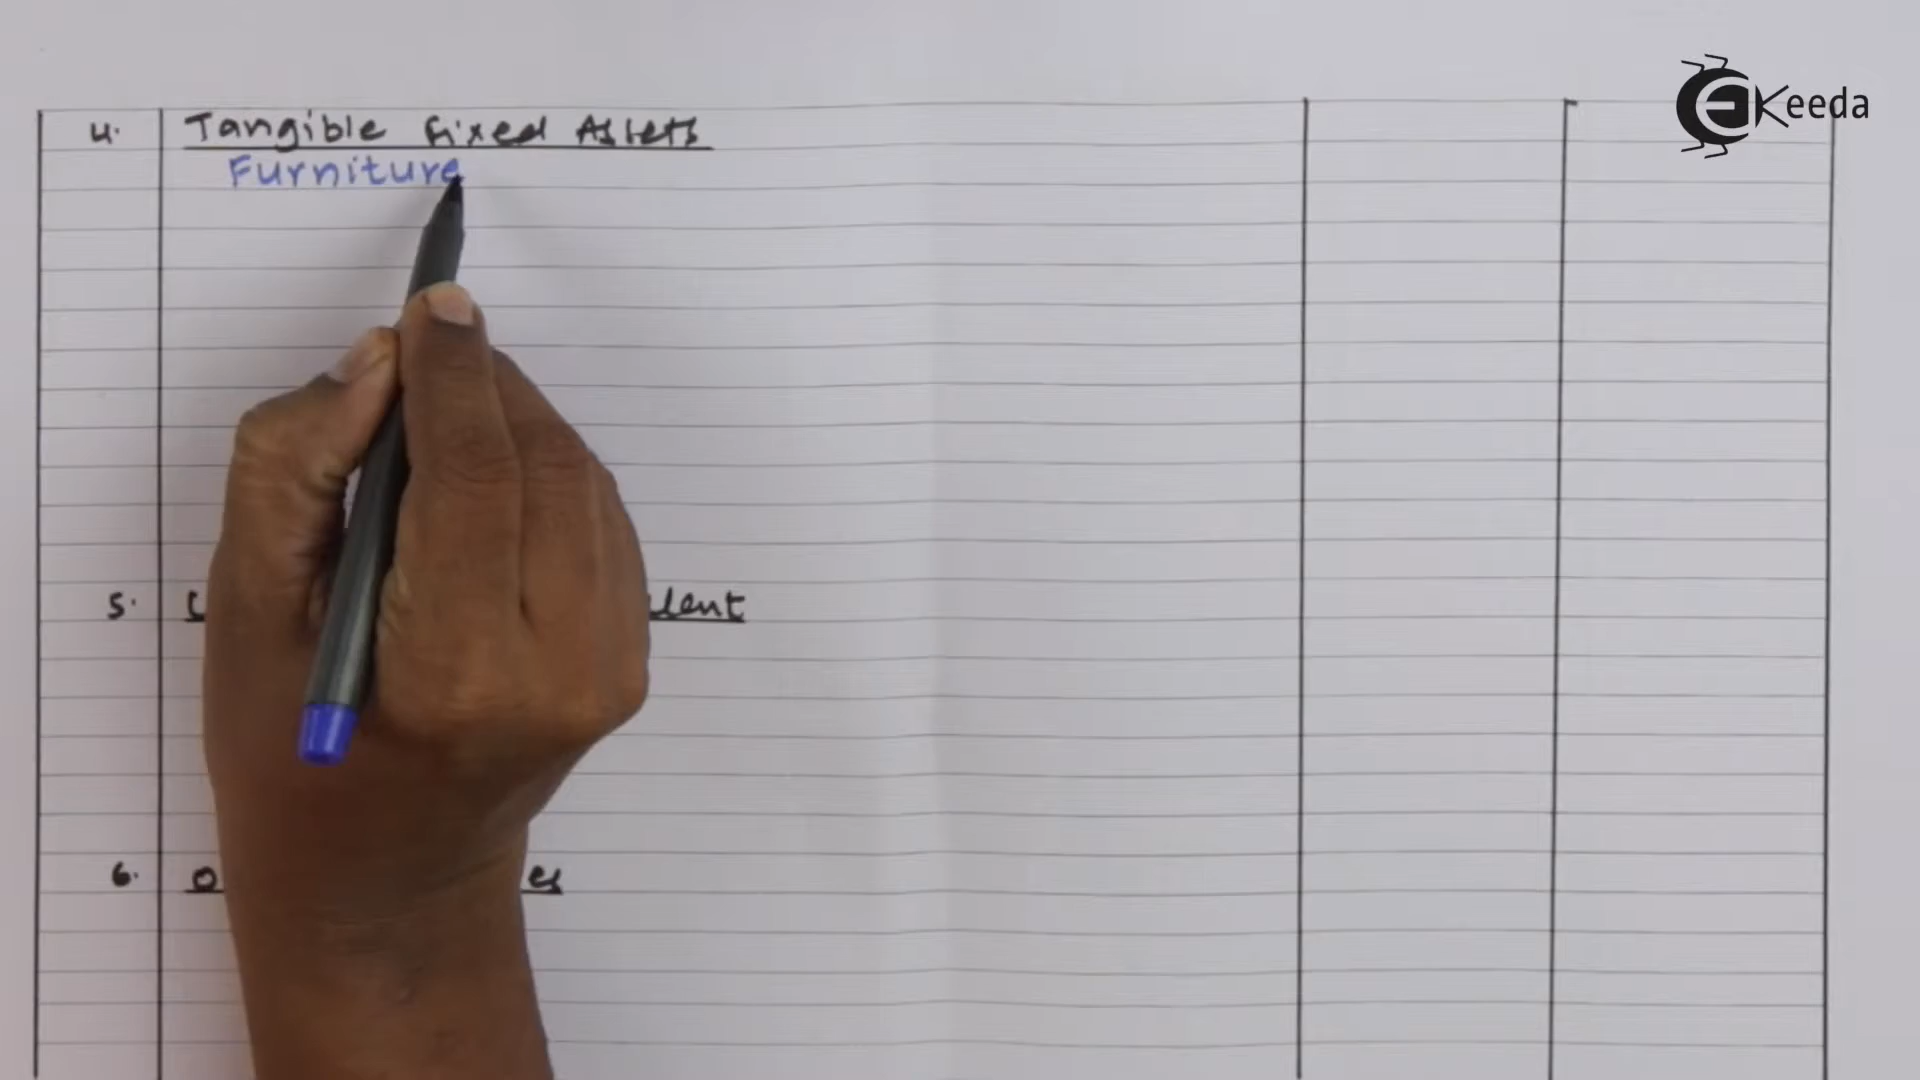 Keeda
4. Tangible Fixed Assets
Furniture
5.
6.